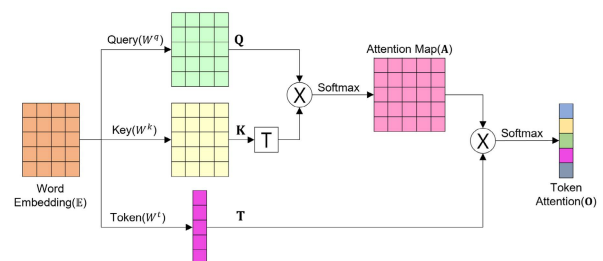 Query(W^q)
Q
Attention Map(A)
Softmax
X
Key(W^k)
K
T
X
Softmax
Word
Embedding(𝔼)
Token(W^t)
T
Token
Attention(O)